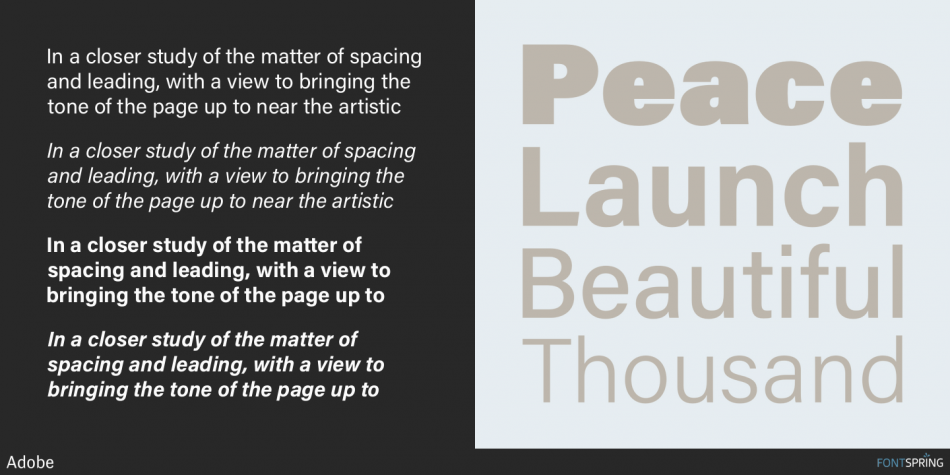 In a closer study of the matter of spacing
and leading, with a view to bringing the
tone of the page up to near the artistic
In a closer study of the matter of spacing
and leading, with a view to bringing the
tone of the page up to near the artistic
In a closer study of the matter of
spacing and leading, with a view to
bringing the tone of the page up to
In a closer study of the matter of
spacing and leading, with a view to
bringing the tone of the page up to
Peace
Launch
Beautiful
Thousand
Adobe
FONTSPRING